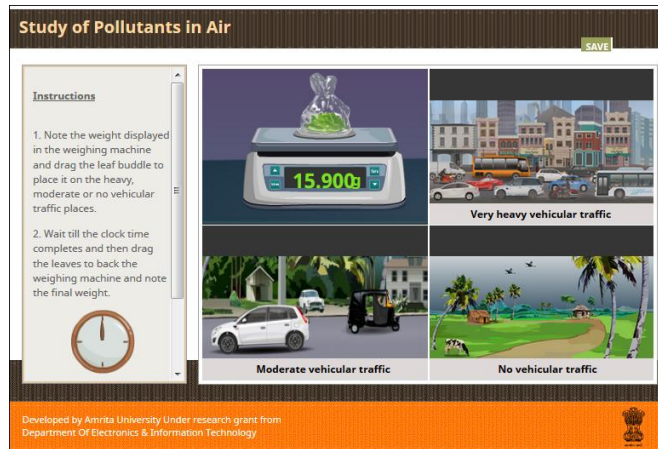 Study of Pollutants in Air
SAVE
Instructions
1. Note the weight displayed
in the weighing machine
and drag the leaf buddle to
place it on the heavy,
moderate or no vehicular
traffic places.
2. Wait till the clock time
completes and then drag
the leaves to back the
weighing machine and note
the final weight.
15.900g
Very heavy vehicular traffic
Moderate vehicular traffic
No vehicular traffic
Developed by Amrita University Under research grant from
Department Of Electronics & Information Technology